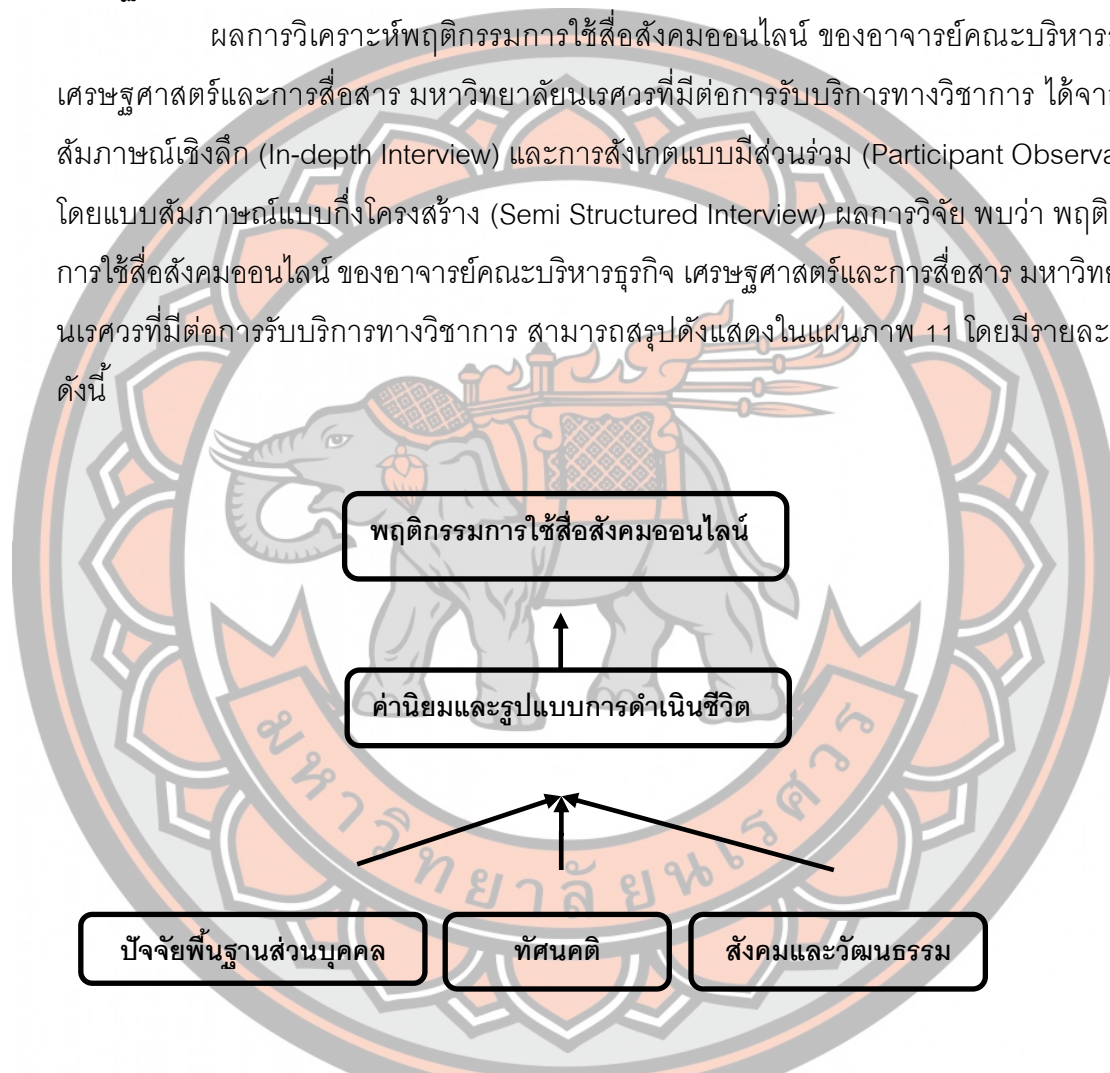 ผลการวิเคราะห์พฤติกรรมการใช้สื่อสังคมออนไลน์ ของอาจารย์คณะบริหาร
เศรษฐศาสตร์และการสื่อสาร มหาวิทยาลัยนเรศวรที่มีต่อการรับบริการทางวิชาการ ได้จา
สัมภาษณ์เชิงลึก (In-depth Interview) และการสังเกตแบบมีส่วนร่วม (Participant Observa
โดยแบบสัมภาษณ์แบบกึ่งโครงสร้าง (Semi Structured Interview) ผลการวิจัย พบว่า พฤติ
การใช้สื่อสังคมออนไลน์ ของอาจารย์คณะบริหารธุรกิจ เศรษฐศาสตร์และการสื่อสาร มหาวิทย
นเรศวรที่มีต่อการรับบริการทางวิชาการ สามารถสรุปดังแสดงในแผ่นภาพ 11 โดยมีรายละ
ดังนี้
พฤติกรรมการใช้สื่อสังคมออนไลน์
ค่านิยมและรูปแบบการดำเนินชีวิต
ปัจจัยพื้นฐานส่วนบุคคล ทัศนคติ สังคมและวัฒนธรรม
มหาวิทยาลัยนเรศวร